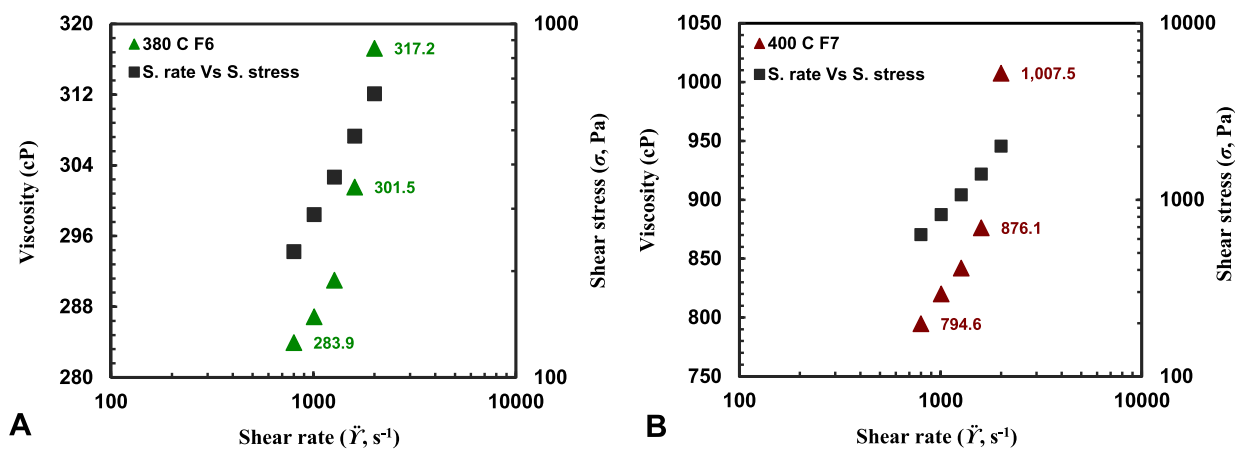 320
312
304
296
288
280
Viscosity (cP)
380 C F6
S. rate Vs S. stress
317.2
301.5
283.9
1000
100
Shear stress (σ, Pa)
100
1000
10000
Shear rate (Ÿ, s-1)
A
1050
1000
950
900
850
800
750
Viscosity (cP)
400 C F7
S. rate Vs S. stress
1,007.5
876.1
794.6
10000
1000
100
Shear stress (σ, Pa)
100
1000
10000
Shear rate (Ÿ, s-1)
B